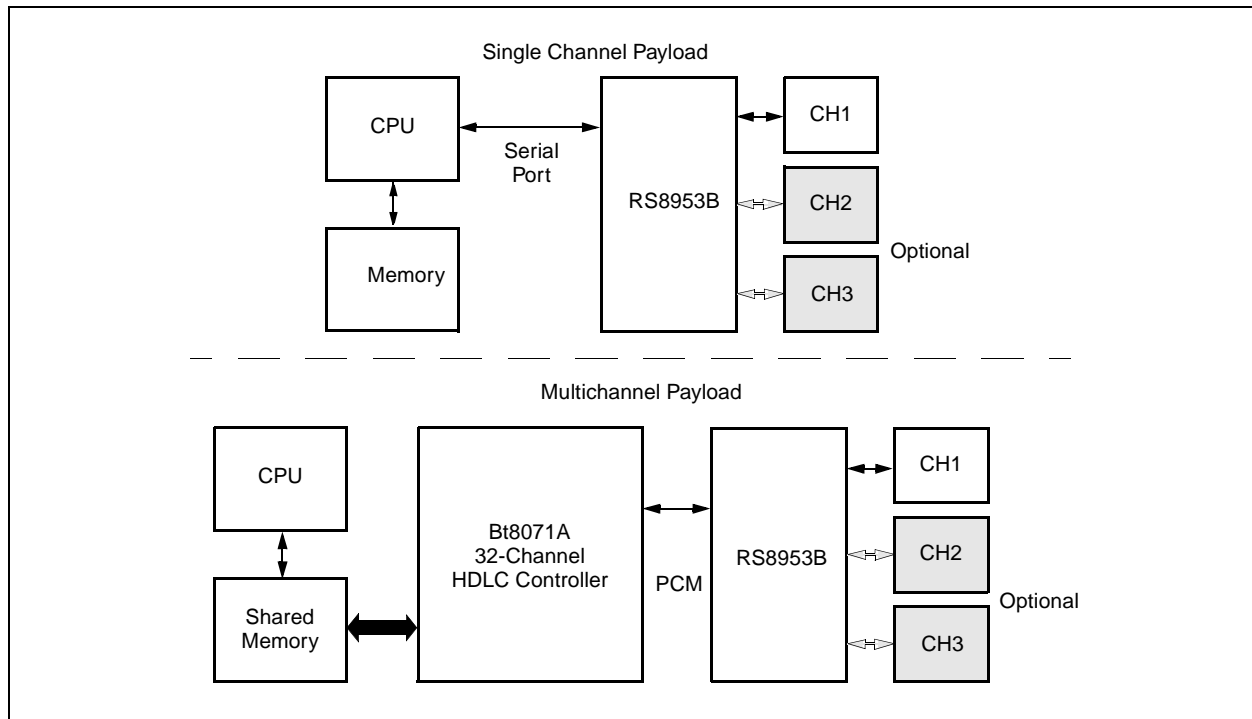 Single Channel Payload
CPU
Serial
Port
Memory
RS8953B
CH1
CH2
CH3
Optional
Multichannel Payload
CPU
Shared
Memory
Bt8071A
32-Channel
HDLC Controller
PCM
RS8953B
CH1
CH2
CH3
Optional